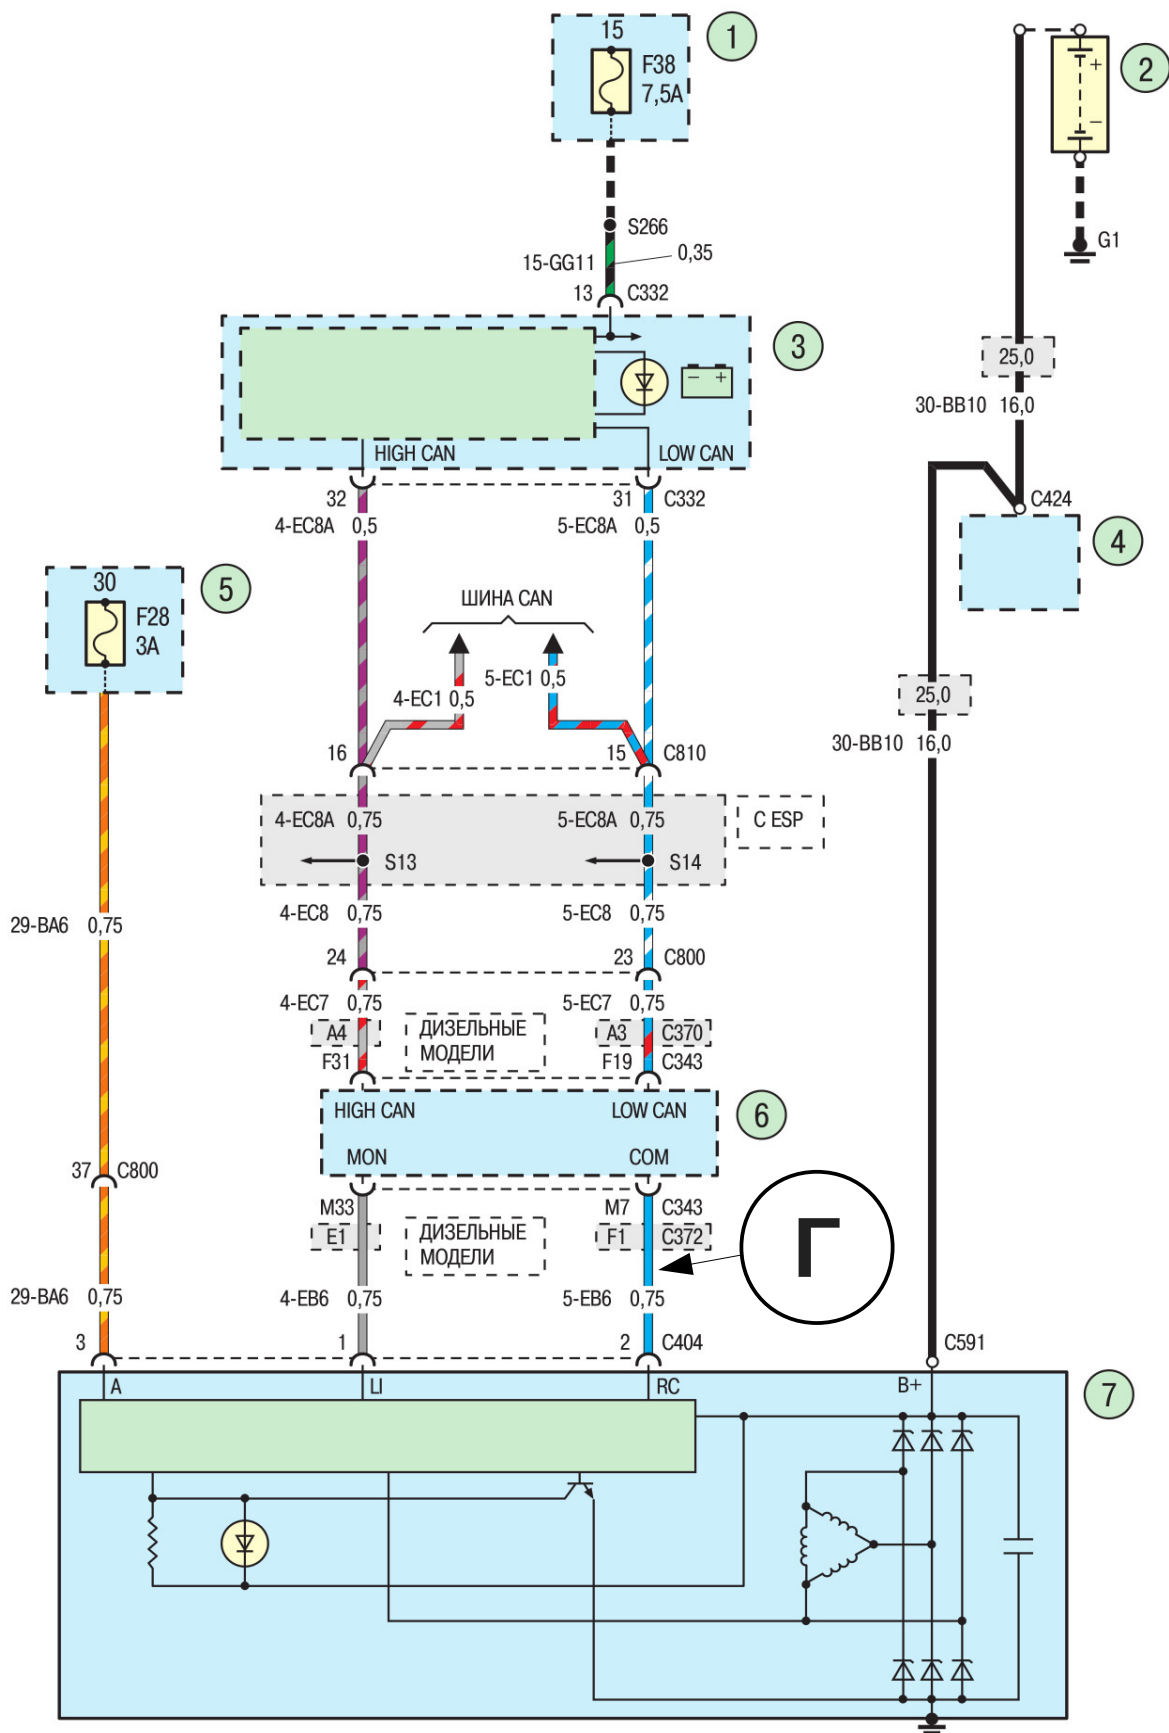 15
F38
7,5A
1
2
+
–
G1
S266
15-GG11
0,35
13
C332
3
– +
HIGH CAN
LOW CAN
25,0
30-BB10 16,0
32
31
C332
4-EC8A 0,5
5-EC8A 0,5
C424
4
30
F28
3A
5
ШИНА CAN
4-EC1 0,5
5-EC1 0,5
25,0
30-BB10 16,0
16
15
C810
4-EC8A 0,75
5-EC8A 0,75
С ESP
S13
S14
29-BA6 0,75
4-EC8 0,75
5-EC8 0,75
24
23
C800
4-EC7 0,75
5-EC7 0,75
A4
ДИЗЕЛЬНЫЕ
МОДЕЛИ
A3
C370
F31
F19
C343
HIGH CAN
LOW CAN
6
MON
COM
37
C800
M33
M7
C343
E1
ДИЗЕЛЬНЫЕ
МОДЕЛИ
F1
C372
Г
29-BA6 0,75
4-EB6 0,75
5-EB6 0,75
3
1
2
C404
C591
A
LI
RC
B+
7